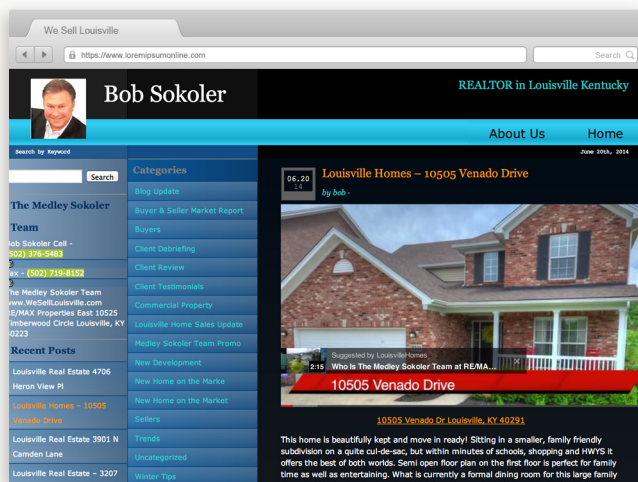 We Sell Louisville
https://www.loremipsumonline.com
Search
Bob Sokoler
REALTOR in Louisville Kentucky
About Us
Home
Search by Keyword
June 20th, 2014
Search
The Medley Sokoler
Team
Bob Sokoler Cell -
(502) 376-5483
Fax - (502) 719-8152
The Medley Sokoler Team
www.WeSellLouisville.com
RE/MAX Properties East 10525
Timberwood Circle Louisville, KY
40223
Recent Posts
Louisville Real Estate 4706
Heron View Pl
Louisville Homes – 10505
Venado Drive
Louisville Real Estate 3901 N
Camden Lane
Louisville Real Estate – 3207
Categories
Blog Update
Buyer & Seller Market Report
Buyers
Client Debriefing
Client Review
Client Testimonials
Commercial Property
Louisville Home Sales Update
Medley Sokoler Team Promo
New Development
New Home on the Marke
New Home on the Market
Sellers
Trends
Uncategorized
Winter Tips
06.20
14
Louisville Homes – 10505 Venado Drive
by bob -
Suggested by LouisvilleHomes
2:15
Who Is The Medley Sokoler Team at RE/MA...
10505 Venado Drive
10505 Venado Dr Louisville, KY 40291
This home is beautifully kept and move in ready! Sitting in a smaller, family friendly
subdivision on a quite cul-de-sac, but within minutes of schools, shopping and HWYS it
offers the best of both worlds. Semi open floor plan on the first floor is perfect for family
time as well as entertaining. What is currently a formal dining room for this large family